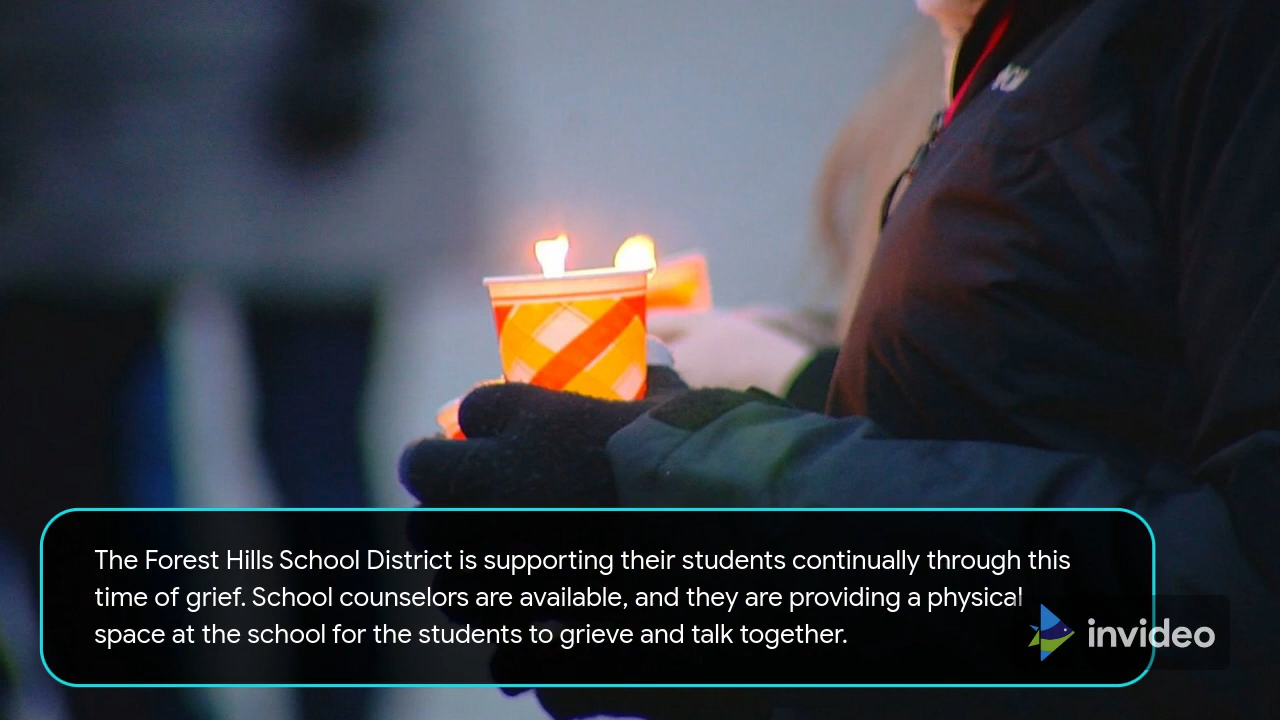 The Forest Hills School District is supporting their students continually through this
time of grief. School counselors are available, and they are providing a physical
space at the school for the students to grieve and talk together.
invideo